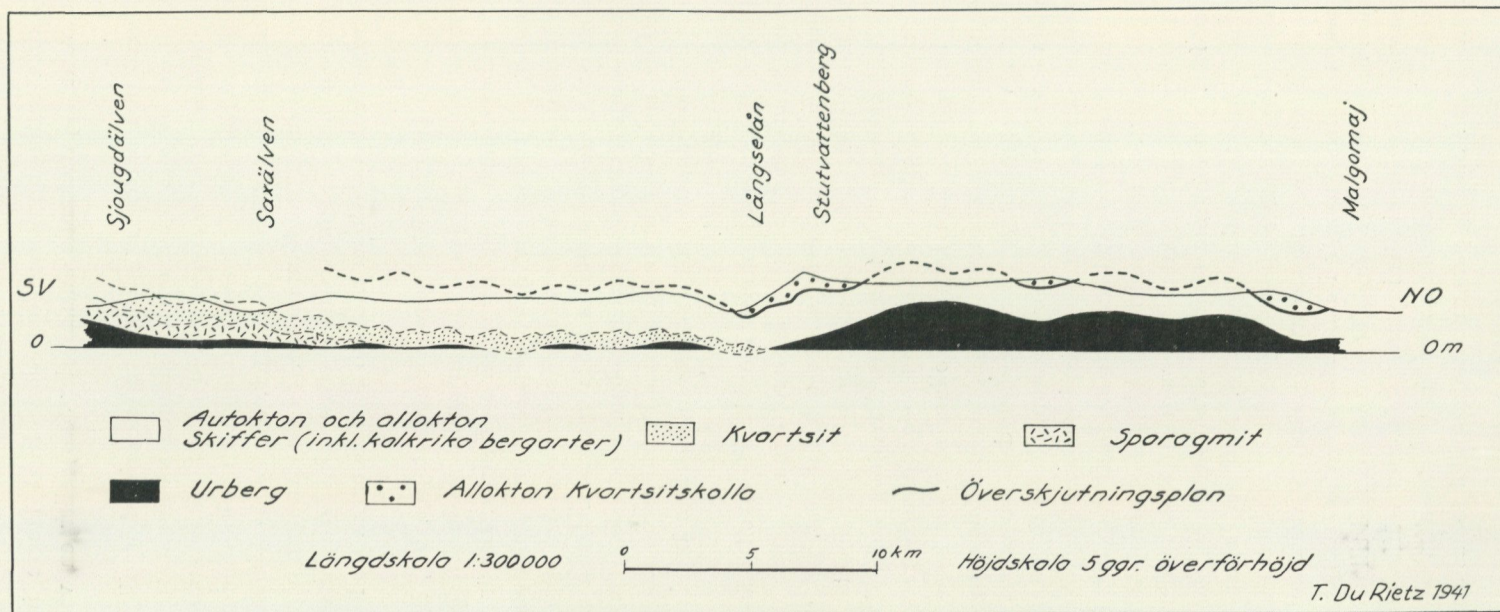 Sjougdälven
Saxälven
Långselån
Stutvattenberg
Malgomaj
SV
NO
0
0 m
Autokton och allokton
Skiffer (inkl. kalkrika bergarter)
Kvartsit
Sparagmit
Urberg
Allokton Kvartsitskolla
Överskjutningsplan
Längdskala 1:300000
0 5 10 km
Höjdskala 5 ggr. överförhöjd
T. Du Rietz 1941